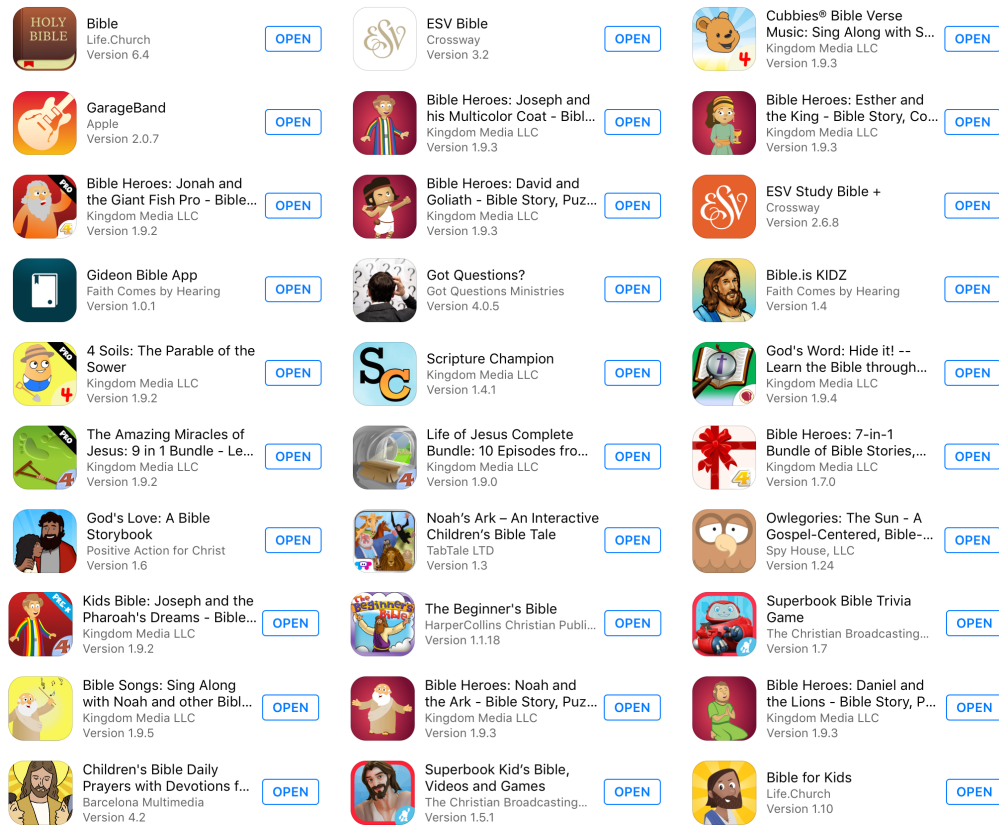 HOLY
BIBLE
Bible
Life.Church
Version 6.4
OPEN
ESV
ESV Bible
Crossway
Version 3.2
OPEN
4
Cubbies® Bible Verse
Music: Sing Along with S...
Kingdom Media LLC
Version 1.9.3
OPEN
GarageBand
Apple
Version 2.0.7
OPEN
Bible Heroes: Joseph and
his Multicolor Coat - Bibl...
Kingdom Media LLC
Version 1.9.3
OPEN
Bible Heroes: Esther and
the King - Bible Story, Co...
Kingdom Media LLC
Version 1.9.3
OPEN
PRO
4
Bible Heroes: Jonah and
the Giant Fish Pro - Bible...
Kingdom Media LLC
Version 1.9.2
OPEN
Bible Heroes: David and
Goliath - Bible Story, Puz...
Kingdom Media LLC
Version 1.9.3
OPEN
ESV
ESV Study Bible +
Crossway
Version 2.6.8
OPEN
Gideon Bible App
Faith Comes by Hearing
Version 1.0.1
OPEN
Got Questions?
Got Questions Ministries
Version 4.0.5
OPEN
Bible.is KIDZ
Faith Comes by Hearing
Version 1.4
OPEN
PRO
4
4 Soils: The Parable of the
Sower
Kingdom Media LLC
Version 1.9.2
OPEN
SC
Scripture Champion
Kingdom Media LLC
Version 1.4.1
OPEN
God's Word: Hide it! --
Learn the Bible through...
Kingdom Media LLC
Version 1.9.4
OPEN
PRO
4
The Amazing Miracles of
Jesus: 9 in 1 Bundle - Le...
Kingdom Media LLC
Version 1.9.2
OPEN
4
Life of Jesus Complete
Bundle: 10 Episodes fro...
Kingdom Media LLC
Version 1.9.0
OPEN
4
Bible Heroes: 7-in-1
Bundle of Bible Stories,...
Kingdom Media LLC
Version 1.7.0
OPEN
God's Love: A Bible
Storybook
Positive Action for Christ
Version 1.6
OPEN
Noah's Ark – An Interactive
Children's Bible Tale
TabTale LTD
Version 1.3
OPEN
Owlegories: The Sun - A
Gospel-Centered, Bible-...
Spy House, LLC
Version 1.24
OPEN
4
Kids Bible: Joseph and the
Pharoah's Dreams - Bible...
Kingdom Media LLC
Version 1.9.2
OPEN
The
Beginner's
Bible
The Beginner's Bible
HarperCollins Christian Publi...
Version 1.1.18
OPEN
Superbook Bible Trivia
Game
The Christian Broadcasting...
Version 1.7
OPEN
Bible Songs: Sing Along
with Noah and other Bibl...
Kingdom Media LLC
Version 1.9.5
OPEN
Bible Heroes: Noah and
the Ark - Bible Story, Puz...
Kingdom Media LLC
Version 1.9.3
OPEN
Bible Heroes: Daniel and
the Lions - Bible Story, P...
Kingdom Media LLC
Version 1.9.3
OPEN
Children's Bible Daily
Prayers with Devotions f...
Barcelona Multimedia
Version 4.2
OPEN
Superbook Kid's Bible,
Videos and Games
The Christian Broadcasting...
Version 1.5.1
OPEN
Bible for Kids
Life.Church
Version 1.10
OPEN